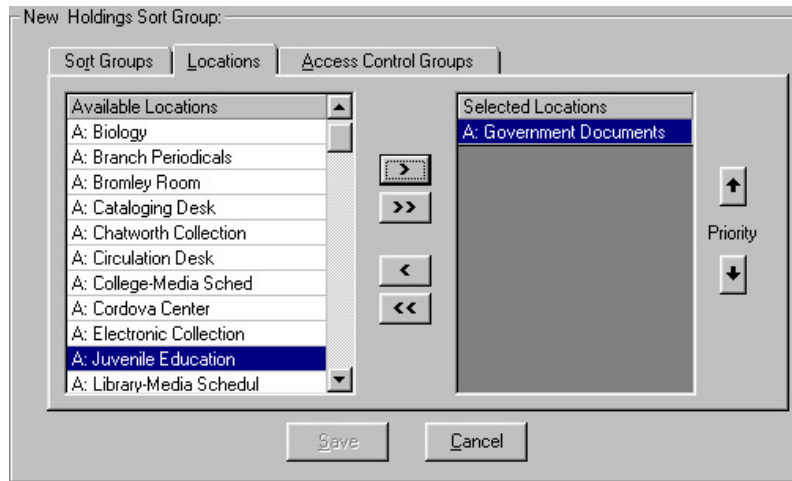 New Holdings Sort Group:
Sort Groups
Locations
Access Control Groups
Available Locations
A: Biology
A: Branch Periodicals
A: Bromley Room
A: Cataloging Desk
A: Chatworth Collection
A: Circulation Desk
A: College-Media Sched
A: Cordova Center
A: Electronic Collection
A: Juvenile Education
A: Library-Media Schedul
>
>>
<
<<
Selected Locations
A: Government Documents
Priority
Save
Cancel